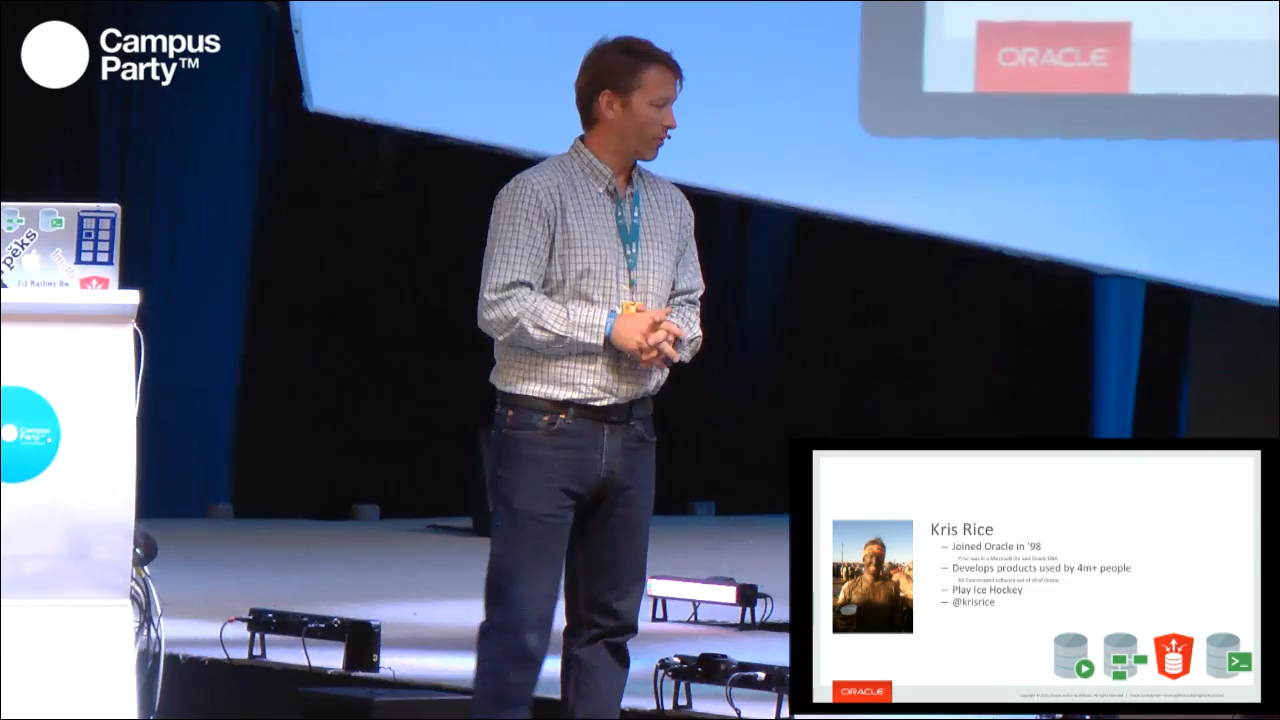 Campus
Party™
ORACLE
pěks
I'd Rather Be
Campus
Party
Kris Rice
– Joined Oracle in '98
– Develops products used by 4m+ people
– Play Ice Hockey
– @krisrice
ORACLE